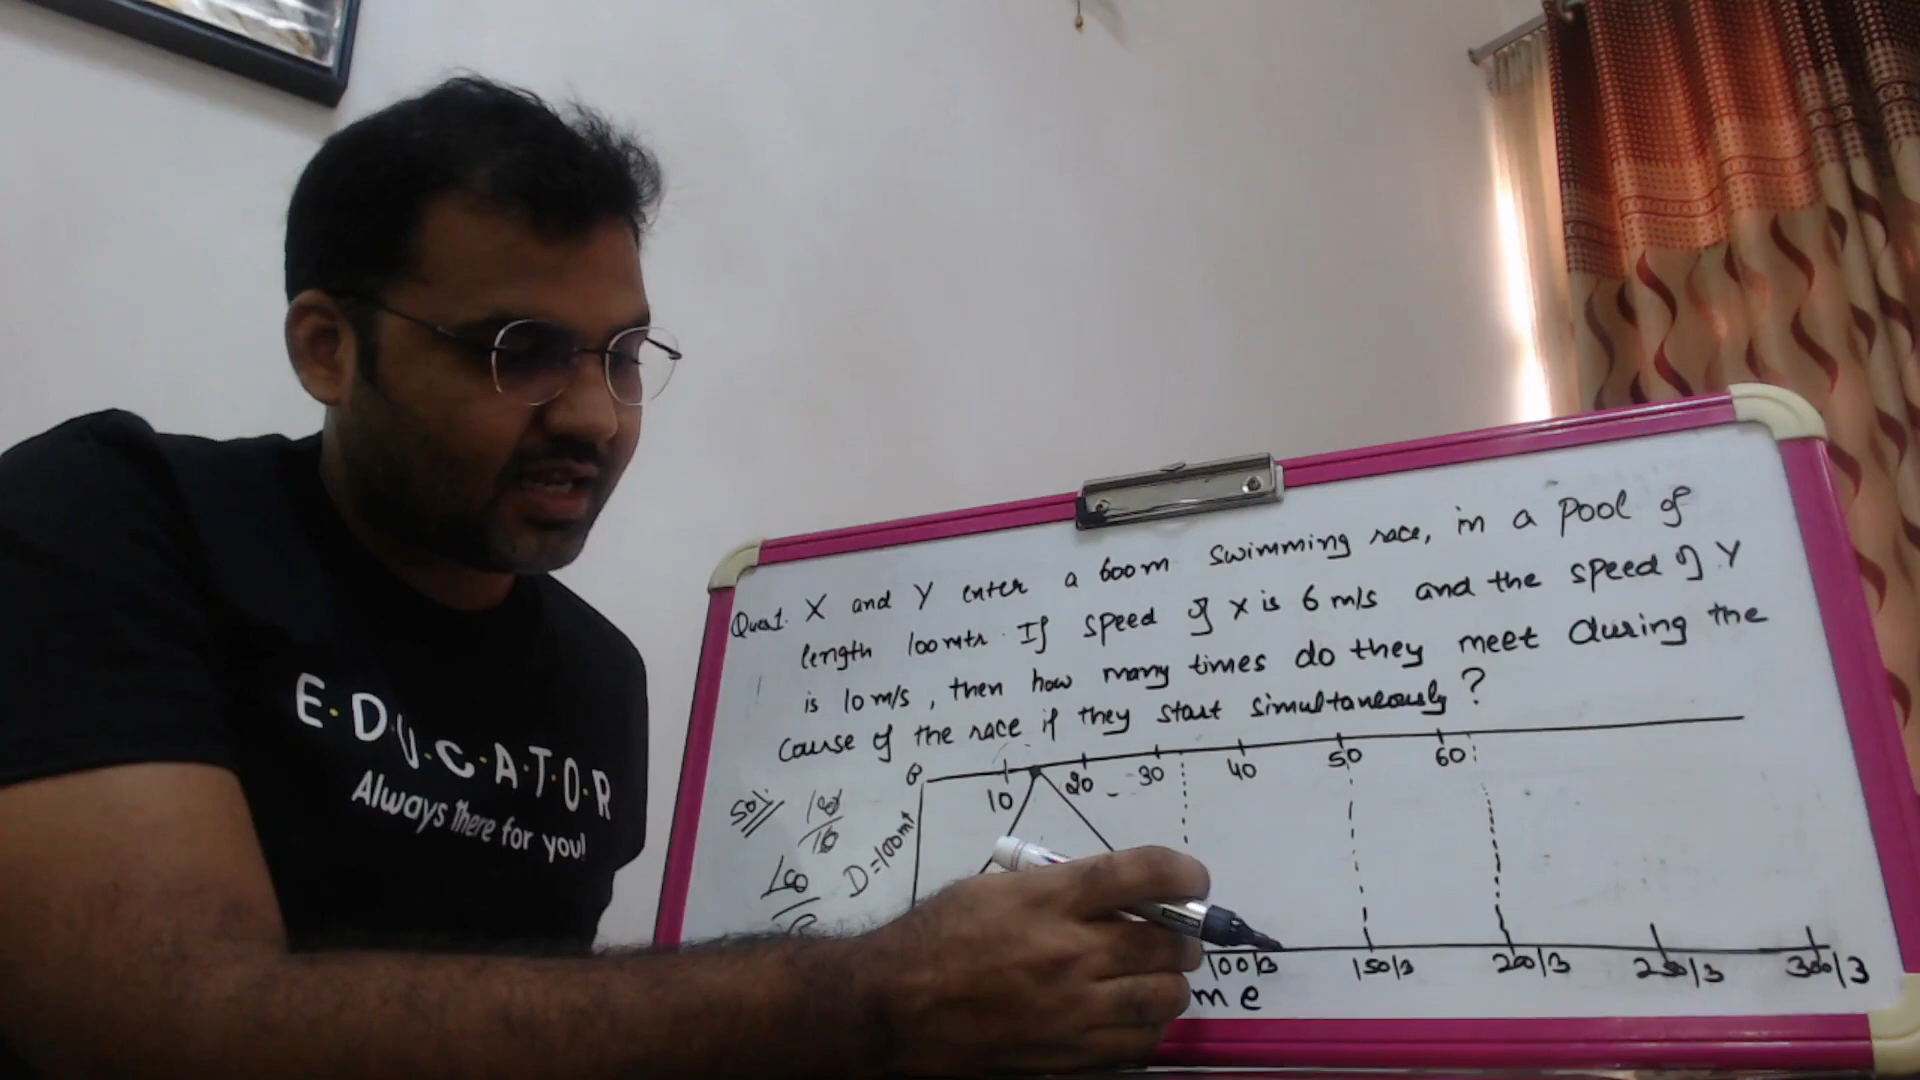 E.D.U.C.A.T.O.R
Always there for you!
Ques1. X and Y enter a 600m swimming race, in a pool of
length 100mtr. If speed of X is 6 m/s and the speed of Y
is 10 m/s, then how many times do they meet during the
cause of the race if they start simultaneously?
B 10 20 30 40 50 60
Sol:
D=100mt
100/3 150/3 200/3 250/3 300/3
me